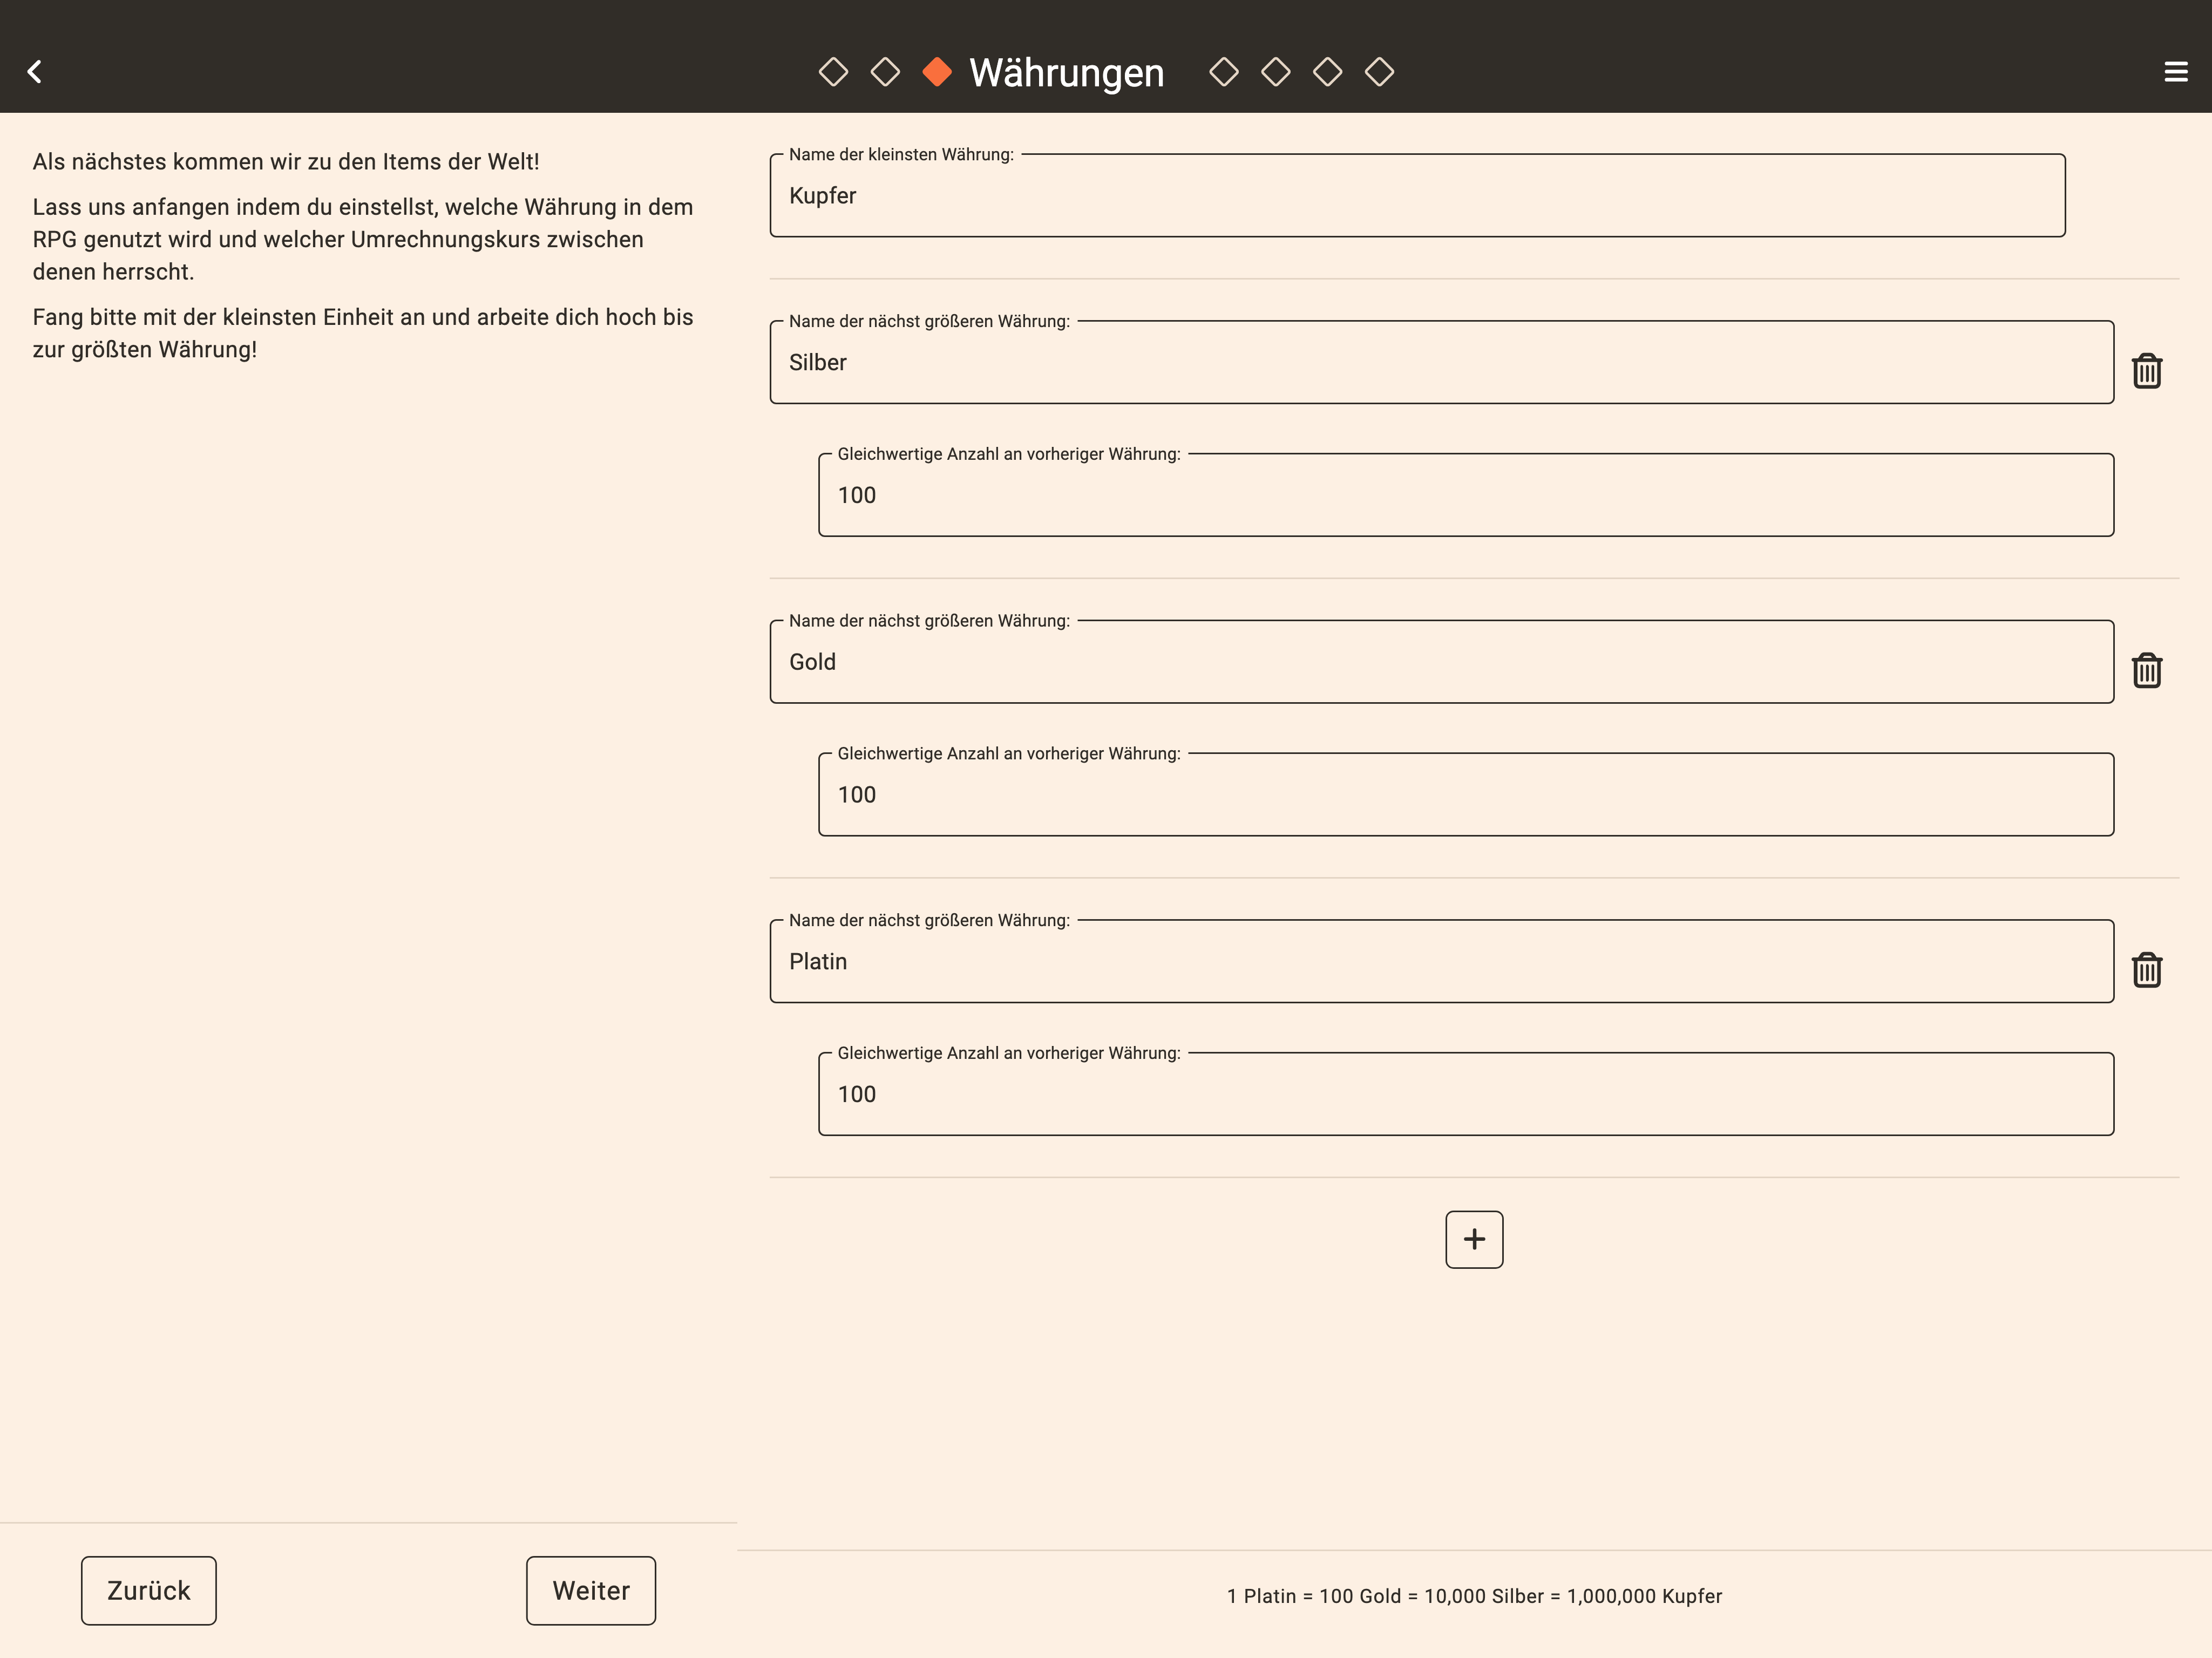 Währungen
Als nächstes kommen wir zu den Items der Welt!
Lass uns anfangen indem du einstellst, welche Währung in dem
RPG genutzt wird und welcher Umrechnungskurs zwischen
denen herrscht.
Fang bitte mit der kleinsten Einheit an und arbeite dich hoch bis
zur größten Währung!
Zurück
Weiter
Name der kleinsten Währung:
Kupfer
Name der nächst größeren Währung:
Silber
Gleichwertige Anzahl an vorheriger Währung:
100
Name der nächst größeren Währung:
Gold
Gleichwertige Anzahl an vorheriger Währung:
100
Name der nächst größeren Währung:
Platin
Gleichwertige Anzahl an vorheriger Währung:
100
1 Platin = 100 Gold = 10,000 Silber = 1,000,000 Kupfer